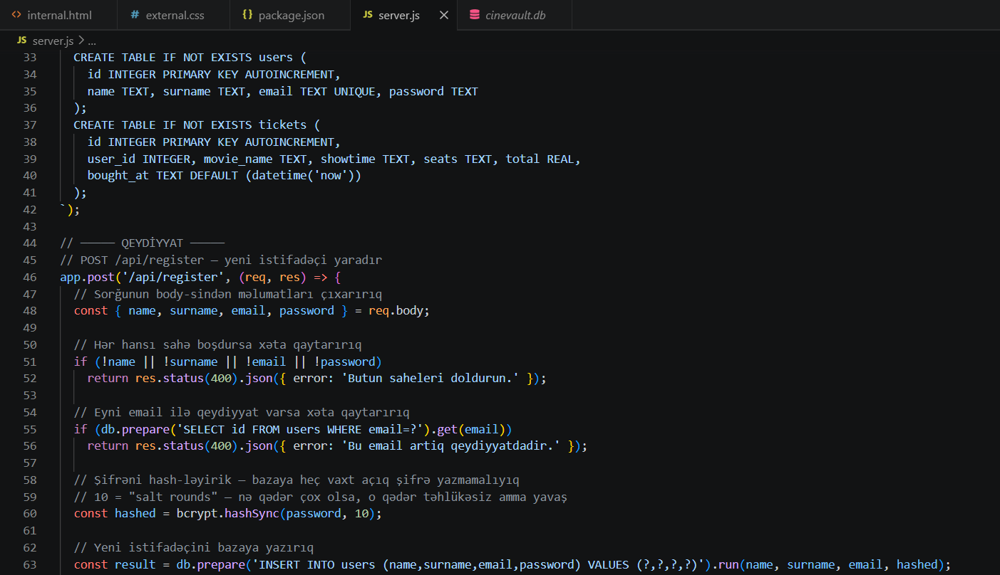 internal.html # external.css {} package.json JS server.js cinevault.db
JS server.js > ...
33 CREATE TABLE IF NOT EXISTS users (
34 id INTEGER PRIMARY KEY AUTOINCREMENT,
35 name TEXT, surname TEXT, email TEXT UNIQUE, password TEXT
36 );
37 CREATE TABLE IF NOT EXISTS tickets (
38 id INTEGER PRIMARY KEY AUTOINCREMENT,
39 user_id INTEGER, movie_name TEXT, showtime TEXT, seats TEXT, total REAL,
40 bought_at TEXT DEFAULT (datetime('now'))
41 );
42 `);
43
44 // ───── QEYDİYYAT ─────
45 // POST /api/register — yeni istifadəçi yaradır
46 app.post('/api/register', (req, res) => {
47 // Sorğunun body-sindən məlumatları çıxarırıq
48 const { name, surname, email, password } = req.body;
49
50 // Hər hansı sahə boşdursa xəta qaytarırıq
51 if (!name || !surname || !email || !password)
52 return res.status(400).json({ error: 'Butun saheleri doldurun.' });
53
54 // Eyni email ilə qeydiyyat varsa xəta qaytarırıq
55 if (db.prepare('SELECT id FROM users WHERE email=?').get(email))
56 return res.status(400).json({ error: 'Bu email artiq qeydiyyatdadir.' });
57
58 // Şifrəni hash-ləyirik — bazaya heç vaxt açıq şifrə yazmamalıyıq
59 // 10 = "salt rounds" — nə qədər çox olsa, o qədər təhlükəsiz amma yavaş
60 const hashed = bcrypt.hashSync(password, 10);
61
62 // Yeni istifadəçini bazaya yazırıq
63 const result = db.prepare('INSERT INTO users (name,surname,email,password) VALUES (?,?,?,?)').run(name, surname, email, hashed);